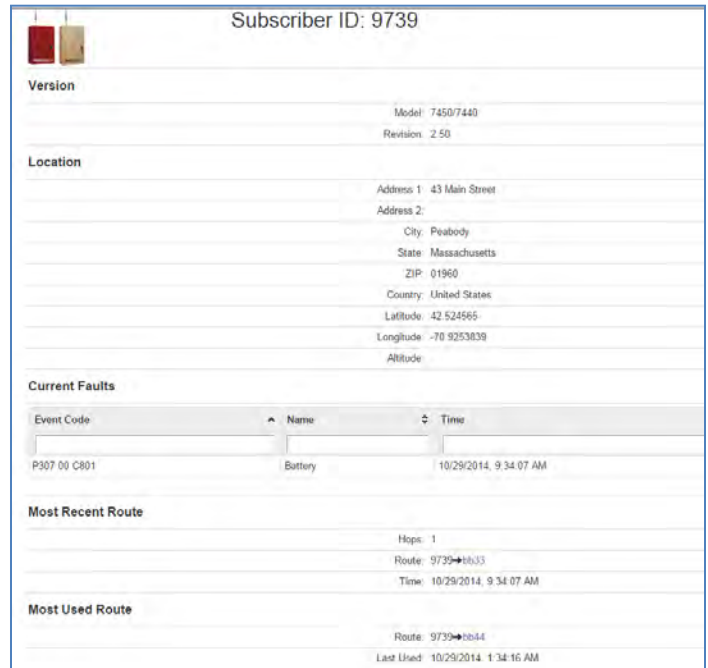 Subscriber ID: 9739
Version
Model: 7450/7440
Revision: 2.50
Location
Address 1: 43 Main Street
Address 2:
City: Peabody
State: Massachusetts
ZIP: 01960
Country: United States
Latitude: 42.524565
Longitude: -70.9253839
Altitude:
Current Faults
Event Code Name Time
P307 00 C801 Battery 10/29/2014, 9:34:07 AM
Most Recent Route
Hops: 1
Route: 9739➔bb33
Time: 10/29/2014, 9:34:07 AM
Most Used Route
Route: 9739➔bb44
Last Used: 10/29/2014, 1:34:16 AM